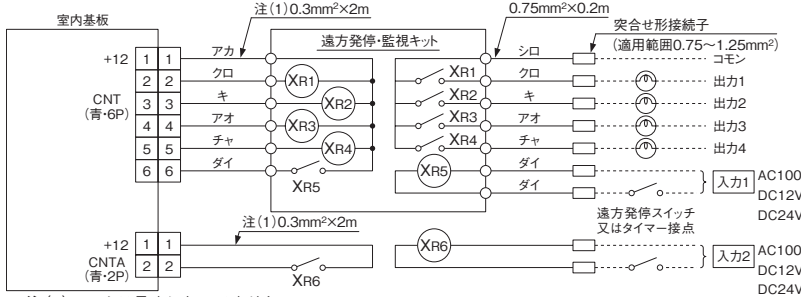 室内基板
注(1)0.3mm²×2m
0.75mm²×0.2m
突合せ形接続子
(適用範囲0.75～1.25mm²)
遠方発停・監視キット
+12
CNT
(青・6P)
1 1 アカ
2 2 クロ
3 3 キ
4 4 アオ
5 5 チャ
6 6 ダイ
XR1
XR2
XR3
XR4
XR5
XR1
XR2
XR3
XR4
XR5
シロ コモン
クロ 出力1
キ 出力2
アオ 出力3
チャ 出力4
ダイ
ダイ
入力1
AC100
DC12V
DC24V
遠方発停スイッチ
又はタイマー接点
注(1)0.3mm²×2m
+12
CNTA
(青・2P)
1 1
2 2
XR6
XR6
入力2
AC100
DC12V
DC24V